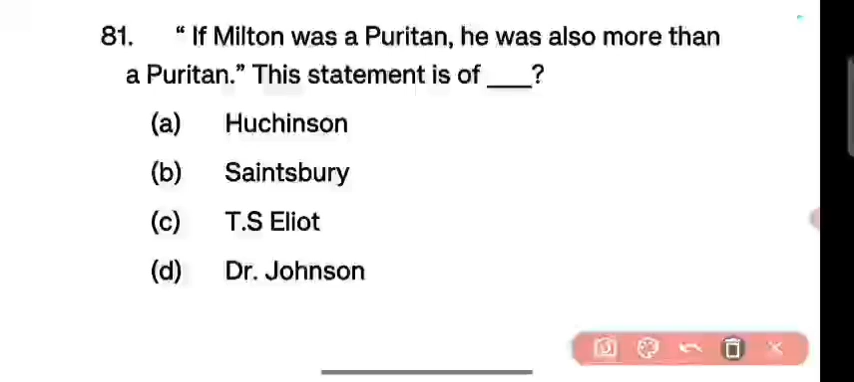 81. “ If Milton was a Puritan, he was also more than
a Puritan.” This statement is of ___?
(a) Huchinson
(b) Saintsbury
(c) T.S Eliot
(d) Dr. Johnson